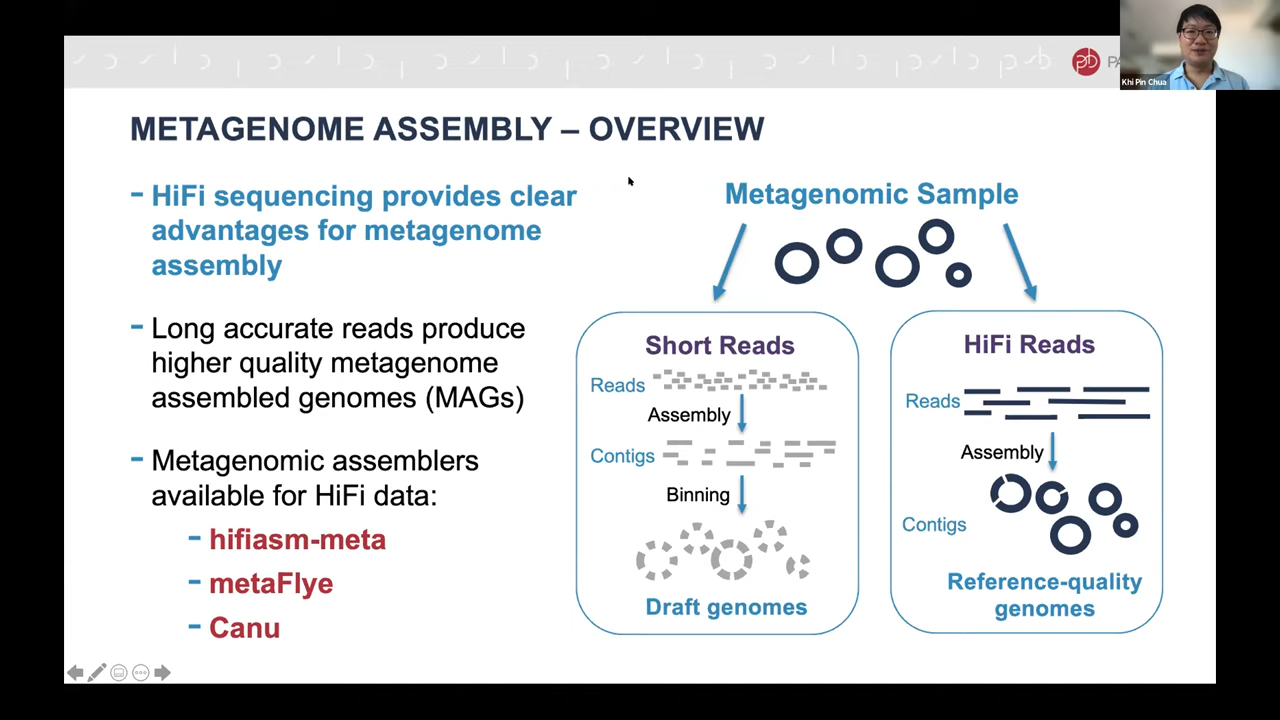 PA
Khi Pin Chua
METAGENOME ASSEMBLY – OVERVIEW
- HiFi sequencing provides clear
advantages for metagenome
assembly
- Long accurate reads produce
higher quality metagenome
assembled genomes (MAGs)
- Metagenomic assemblers
available for HiFi data:
- hifiasm-meta
- metaFlye
- Canu
Metagenomic Sample
Short Reads
Reads
Assembly
Contigs
Binning
Draft genomes
HiFi Reads
Reads
Assembly
Contigs
Reference-quality
genomes